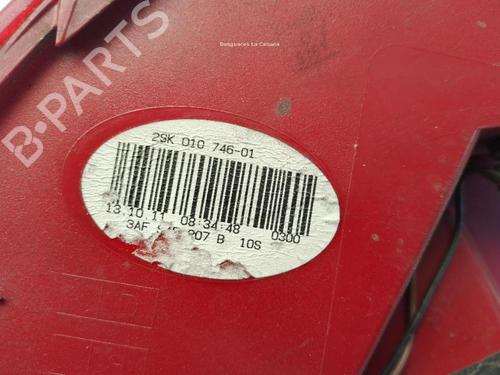 Desguaces La Cabaña
B-PARTS
2SK 010 746-01
13.10.11 08:34:48 0300
3AF 207 B 10S